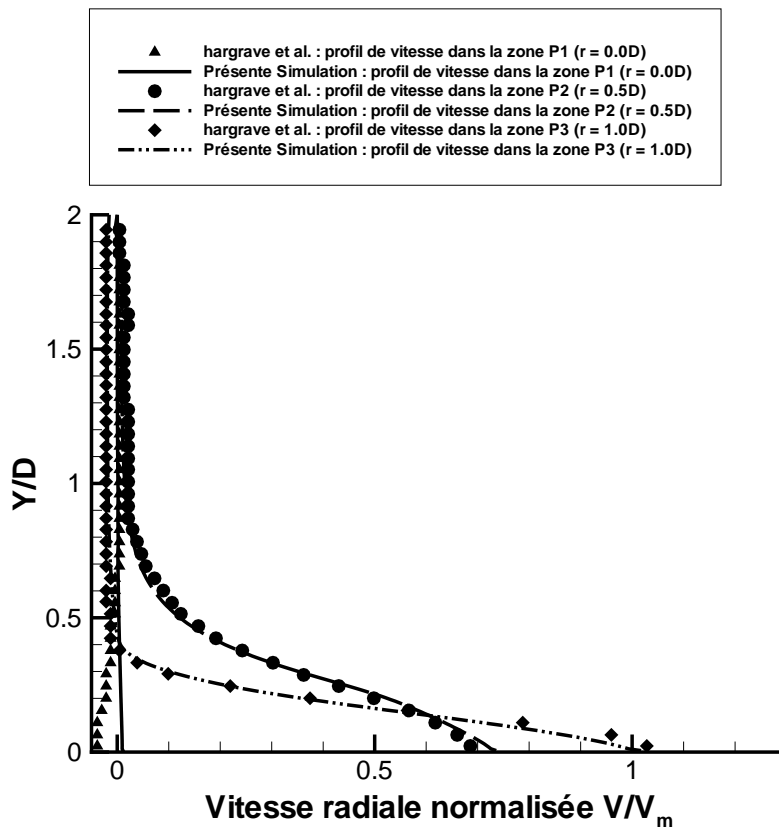 hargrave et al. : profil de vitesse dans la zone P1 (r = 0.0D)
Présente Simulation : profil de vitesse dans la zone P1 (r = 0.0D)
hargrave et al. : profil de vitesse dans la zone P2 (r = 0.5D)
Présente Simulation : profil de vitesse dans la zone P2 (r = 0.5D)
hargrave et al. : profil de vitesse dans la zone P3 (r = 1.0D)
Présente Simulation : profil de vitesse dans la zone P3 (r = 1.0D)
2
1.5
1
0.5
0
Y/D
0 0.5 1
Vitesse radiale normalisée V/Vm